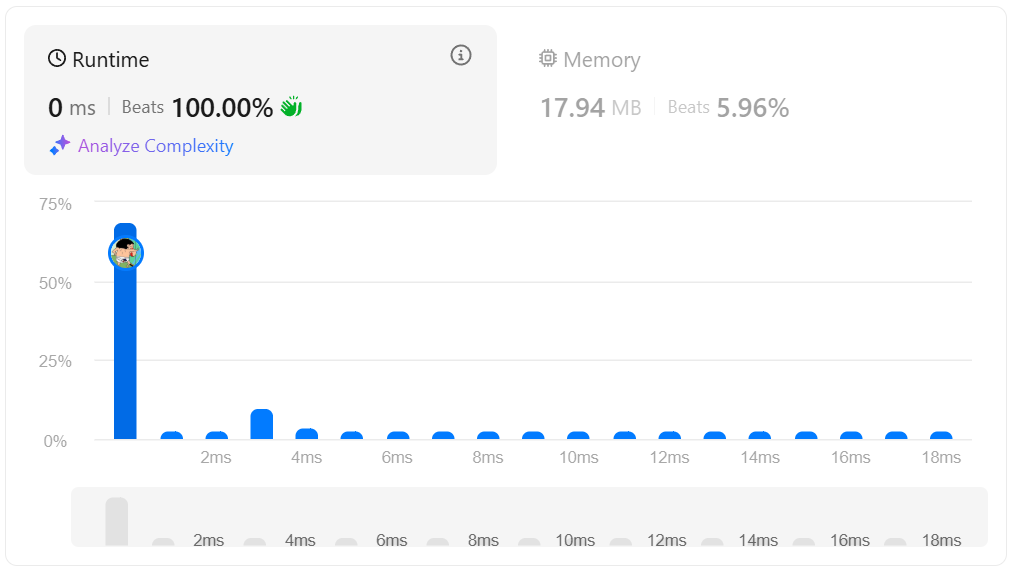 Runtime
0 ms Beats 100.00%
Analyze Complexity
Memory
17.94 MB Beats 5.96%
75%
50%
25%
0%
2ms 4ms 6ms 8ms 10ms 12ms 14ms 16ms 18ms
2ms 4ms 6ms 8ms 10ms 12ms 14ms 16ms 18ms